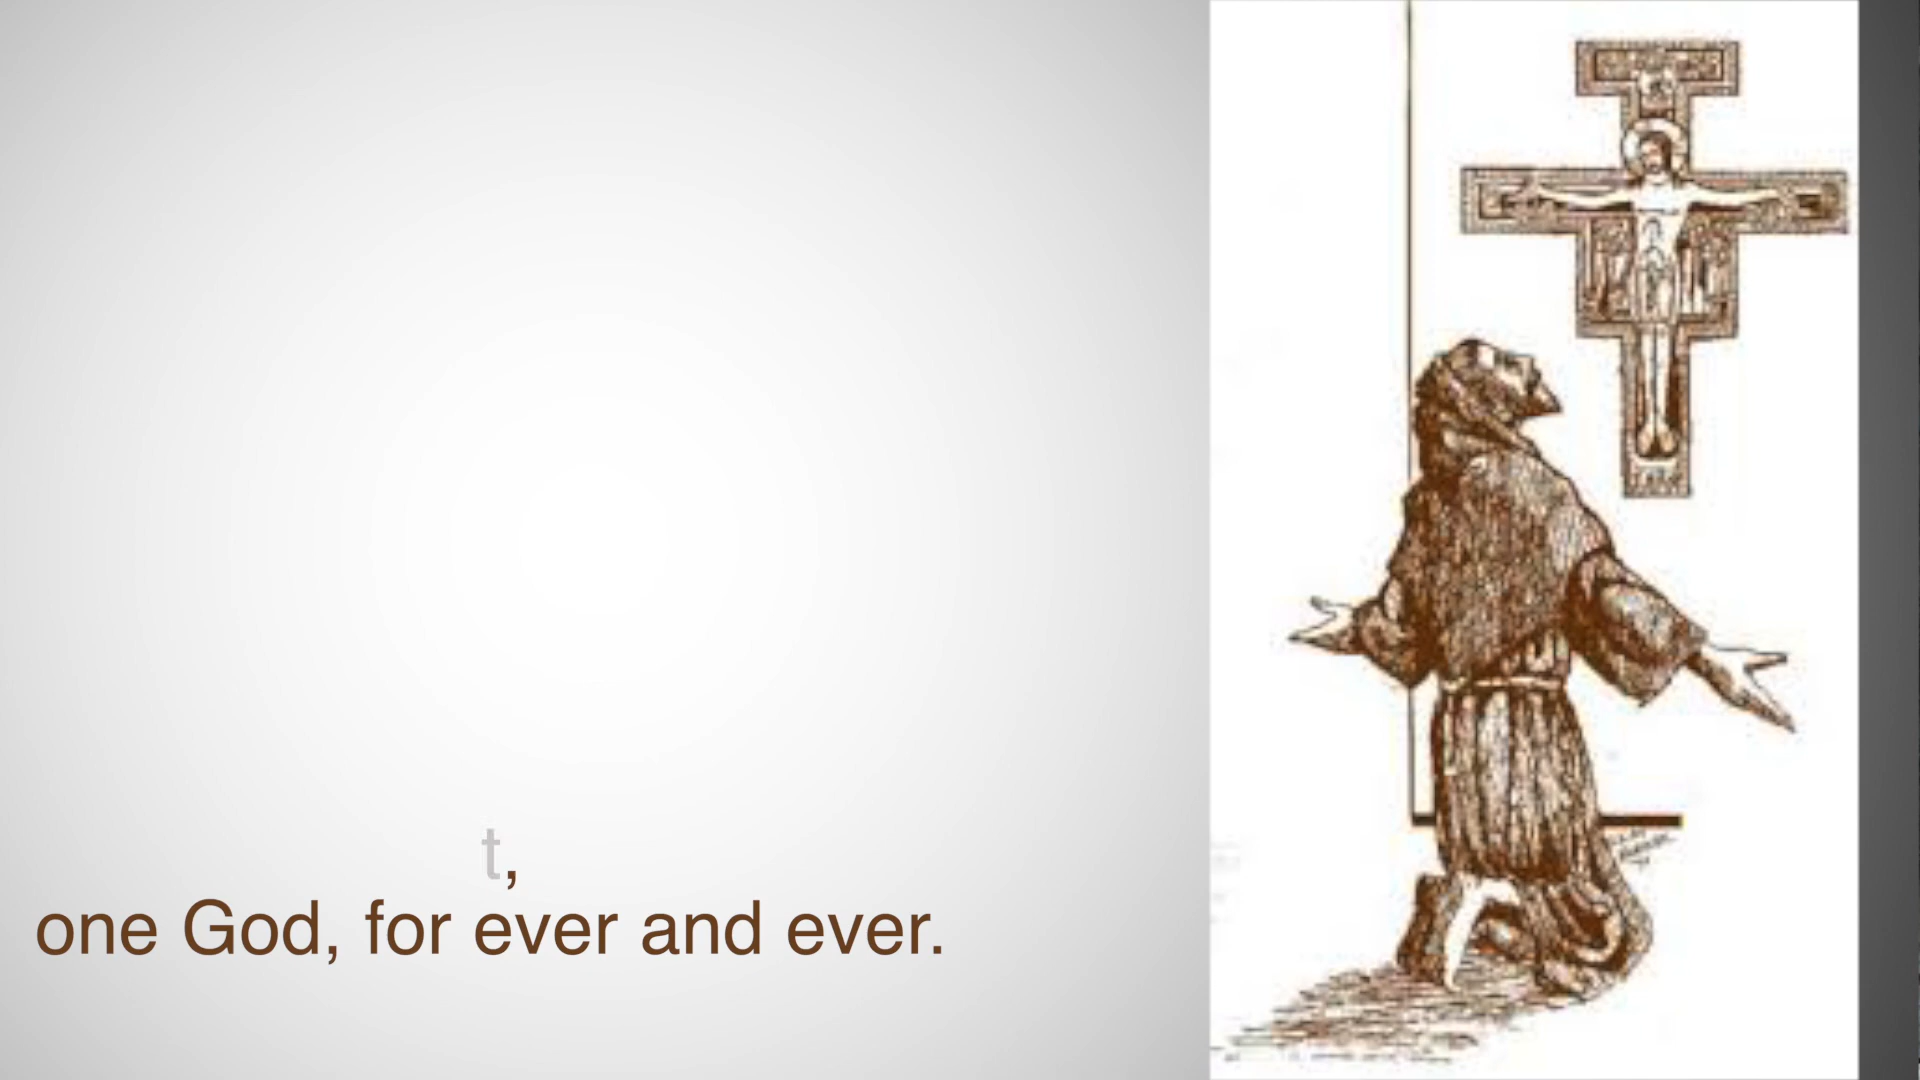 t,
one God, for ever and ever.